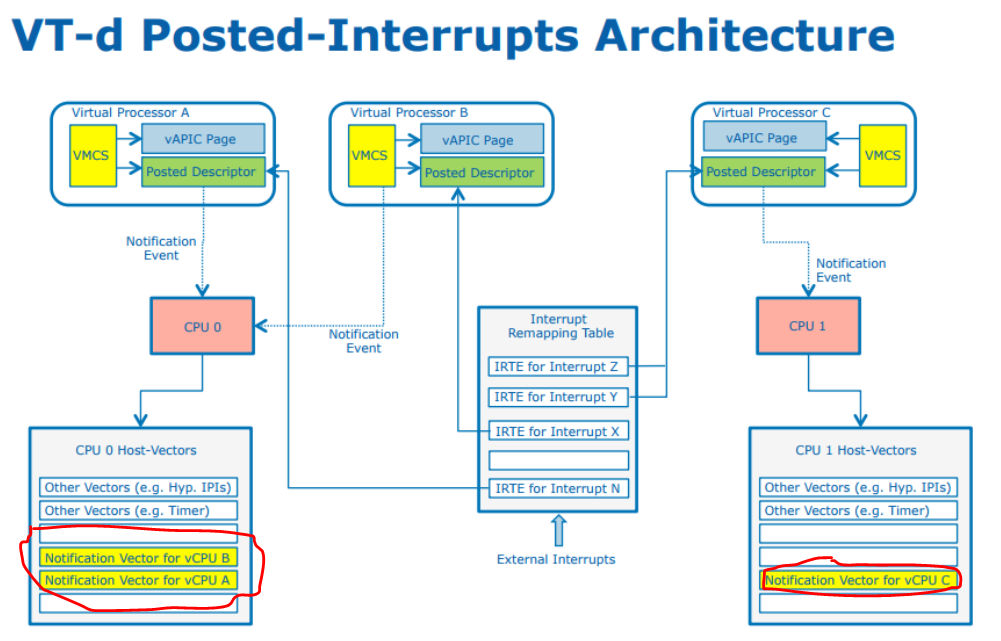 VT-d Posted-Interrupts Architecture
Virtual Processor A
VMCS
vAPIC Page
Posted Descriptor
Virtual Processor B
VMCS
vAPIC Page
Posted Descriptor
Virtual Processor C
vAPIC Page
Posted Descriptor
VMCS
Notification
Event
CPU 0
Notification
Event
Notification
Event
CPU 1
Interrupt
Remapping Table
IRTE for Interrupt Z
IRTE for Interrupt Y
IRTE for Interrupt X
IRTE for Interrupt N
External Interrupts
CPU 0 Host-Vectors
Other Vectors (e.g. Hyp. IPIs)
Other Vectors (e.g. Timer)
Notification Vector for vCPU B
Notification Vector for vCPU A
CPU 1 Host-Vectors
Other Vectors (e.g. Hyp. IPIs)
Other Vectors (e.g. Timer)
Notification Vector for vCPU C